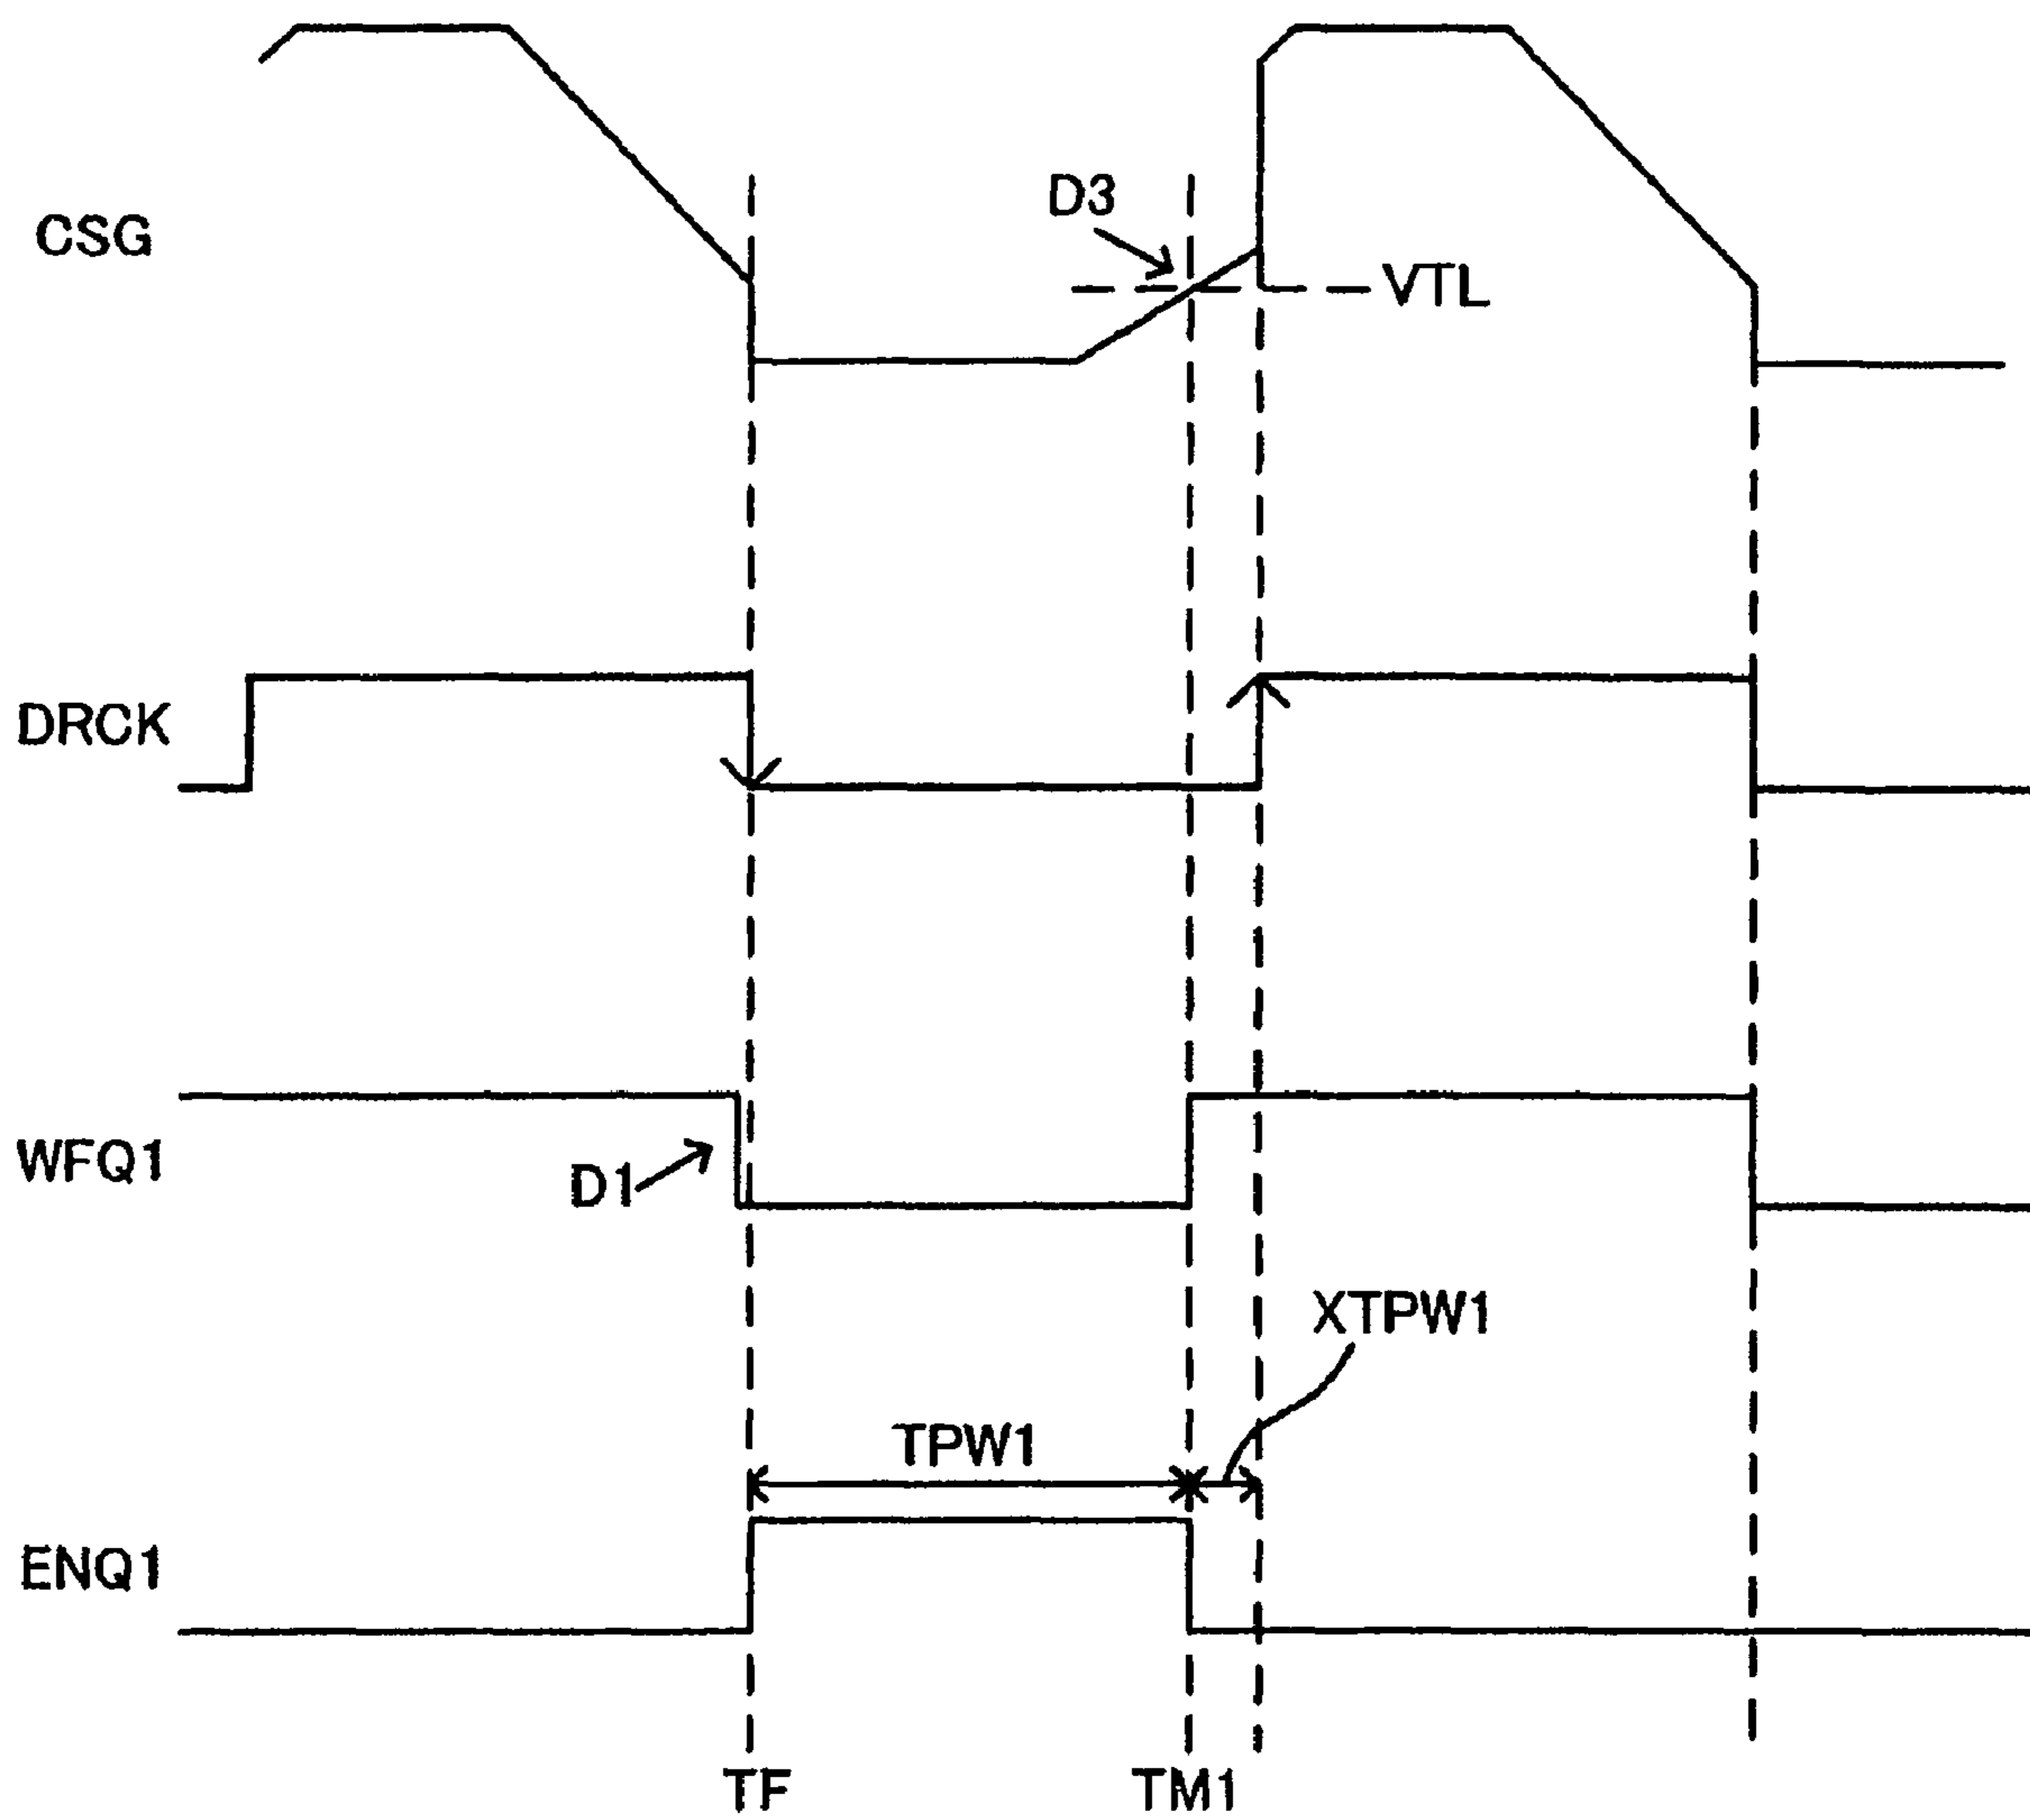 D3
CSG
VTL
DRCK
WFQ1
D1
XTPW1
TPW1
ENQ1
TF
TM1